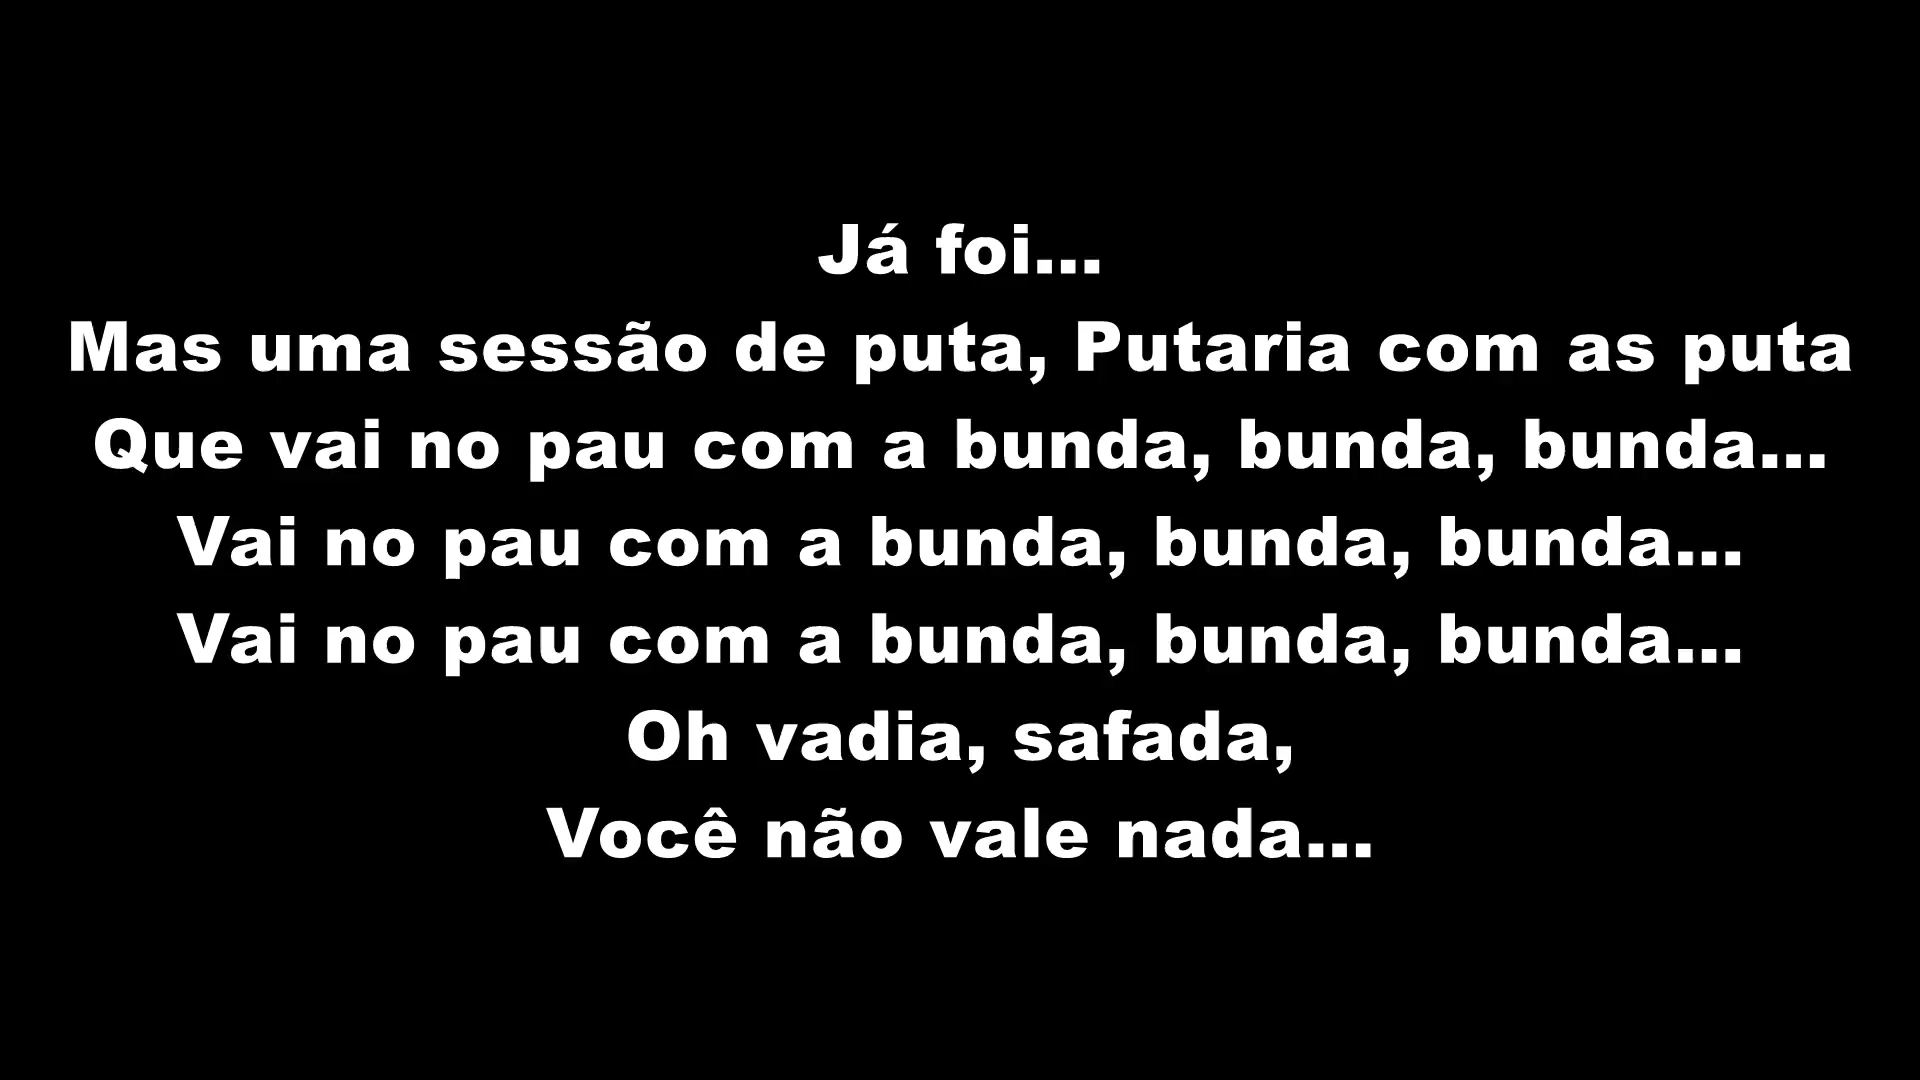 Já foi...
Mas uma sessão de puta, Putaria com as puta
Que vai no pau com a bunda, bunda, bunda...
Vai no pau com a bunda, bunda, bunda...
Vai no pau com a bunda, bunda, bunda...
Oh vadia, safada,
Você não vale nada...